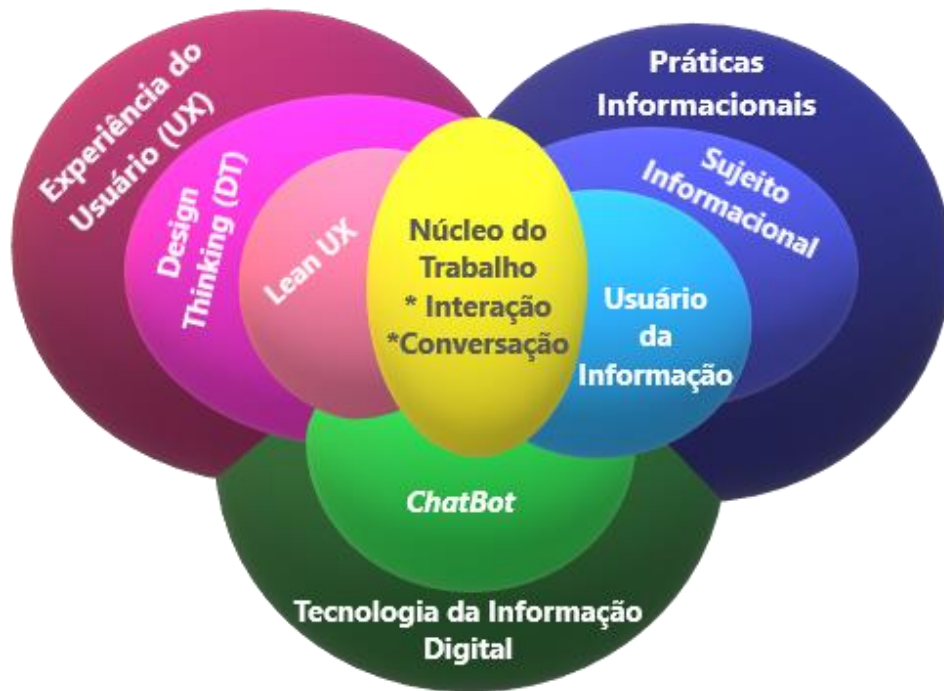 Experiência do
Usuário (UX)
Design
Thinking (DT)
Lean UX
Núcleo do
Trabalho
* Interação
*Conversação
Práticas
Informacionais
Sujeito
Informacional
Usuário
da
Informação
ChatBot
Tecnologia da Informação
Digital